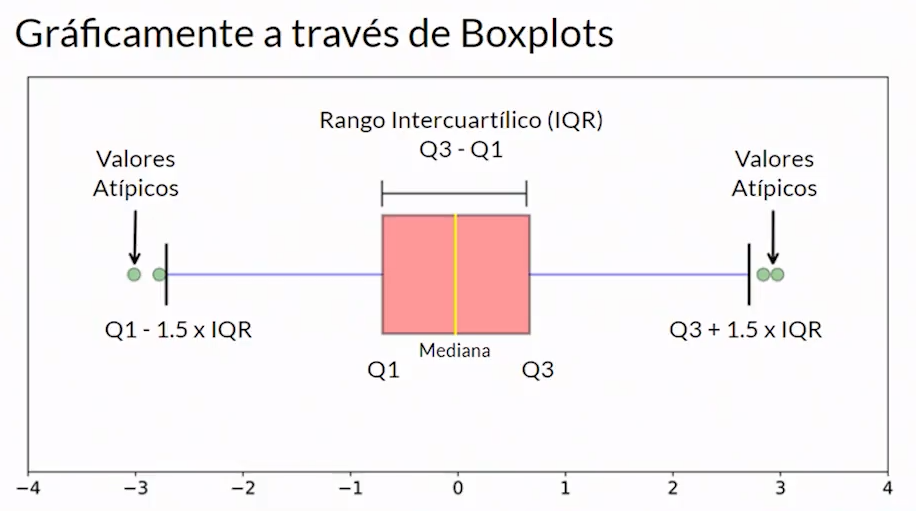 Gráficamente a través de Boxplots
Rango Intercuartílico (IQR)
Q3 - Q1
Valores
Atípicos
Valores
Atípicos
Q1 - 1.5 x IQR
Q3 + 1.5 x IQR
Mediana
Q1
Q3
−4
−3
−2
−1
0
1
2
3
4